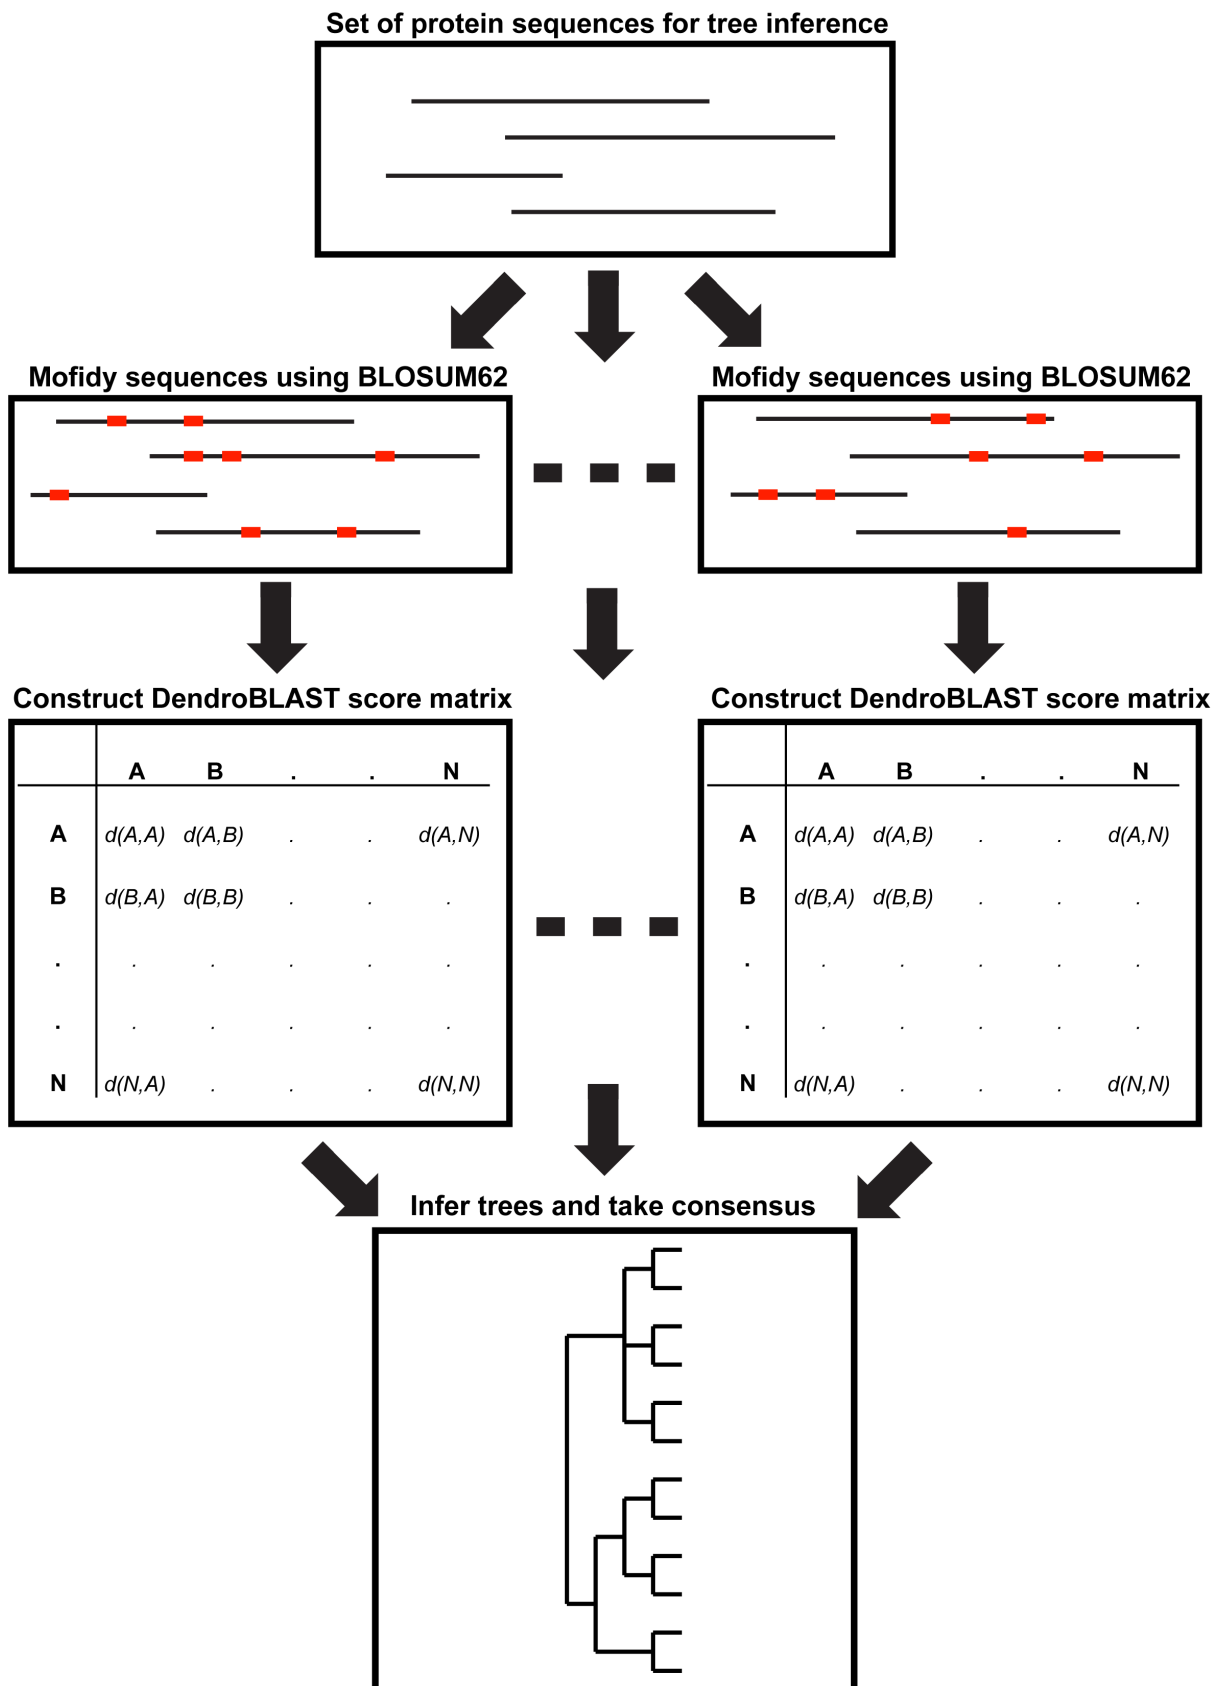 Set of protein sequences for tree inference
Mofidy sequences using BLOSUM62 Mofidy sequences using BLOSUM62
Construct DendroBLAST score matrix Construct DendroBLAST score matrix
A B . . N A B . . N
A d(A,A) d(A,B) . . d(A,N) A d(A,A) d(A,B) . . d(A,N)
B d(B,A) d(B,B) . . . B d(B,A) d(B,B) . . .
. . . . . . . . . . . .
. . . . . . . . . . . .
N d(N,A) . . . d(N,N) N d(N,A) . . . d(N,N)
Infer trees and take consensus